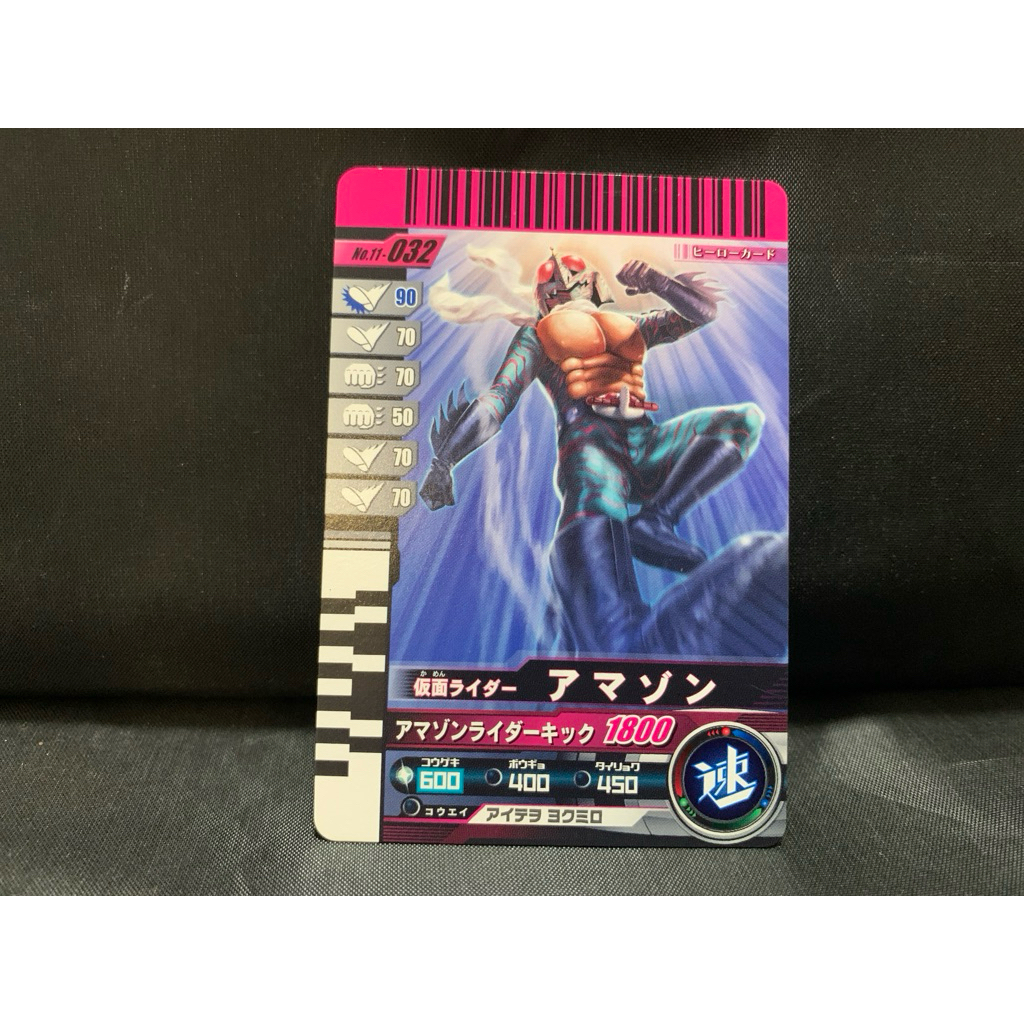 No.11-032
ヒーローカード
90
70
70
50
70
70
かめん
仮面ライダー アマゾン
アマゾンライダーキック 1800
コウゲキ ボウギョ タイリョク
600 400 450
速
コウエイ アイテヲ ヨクミロ